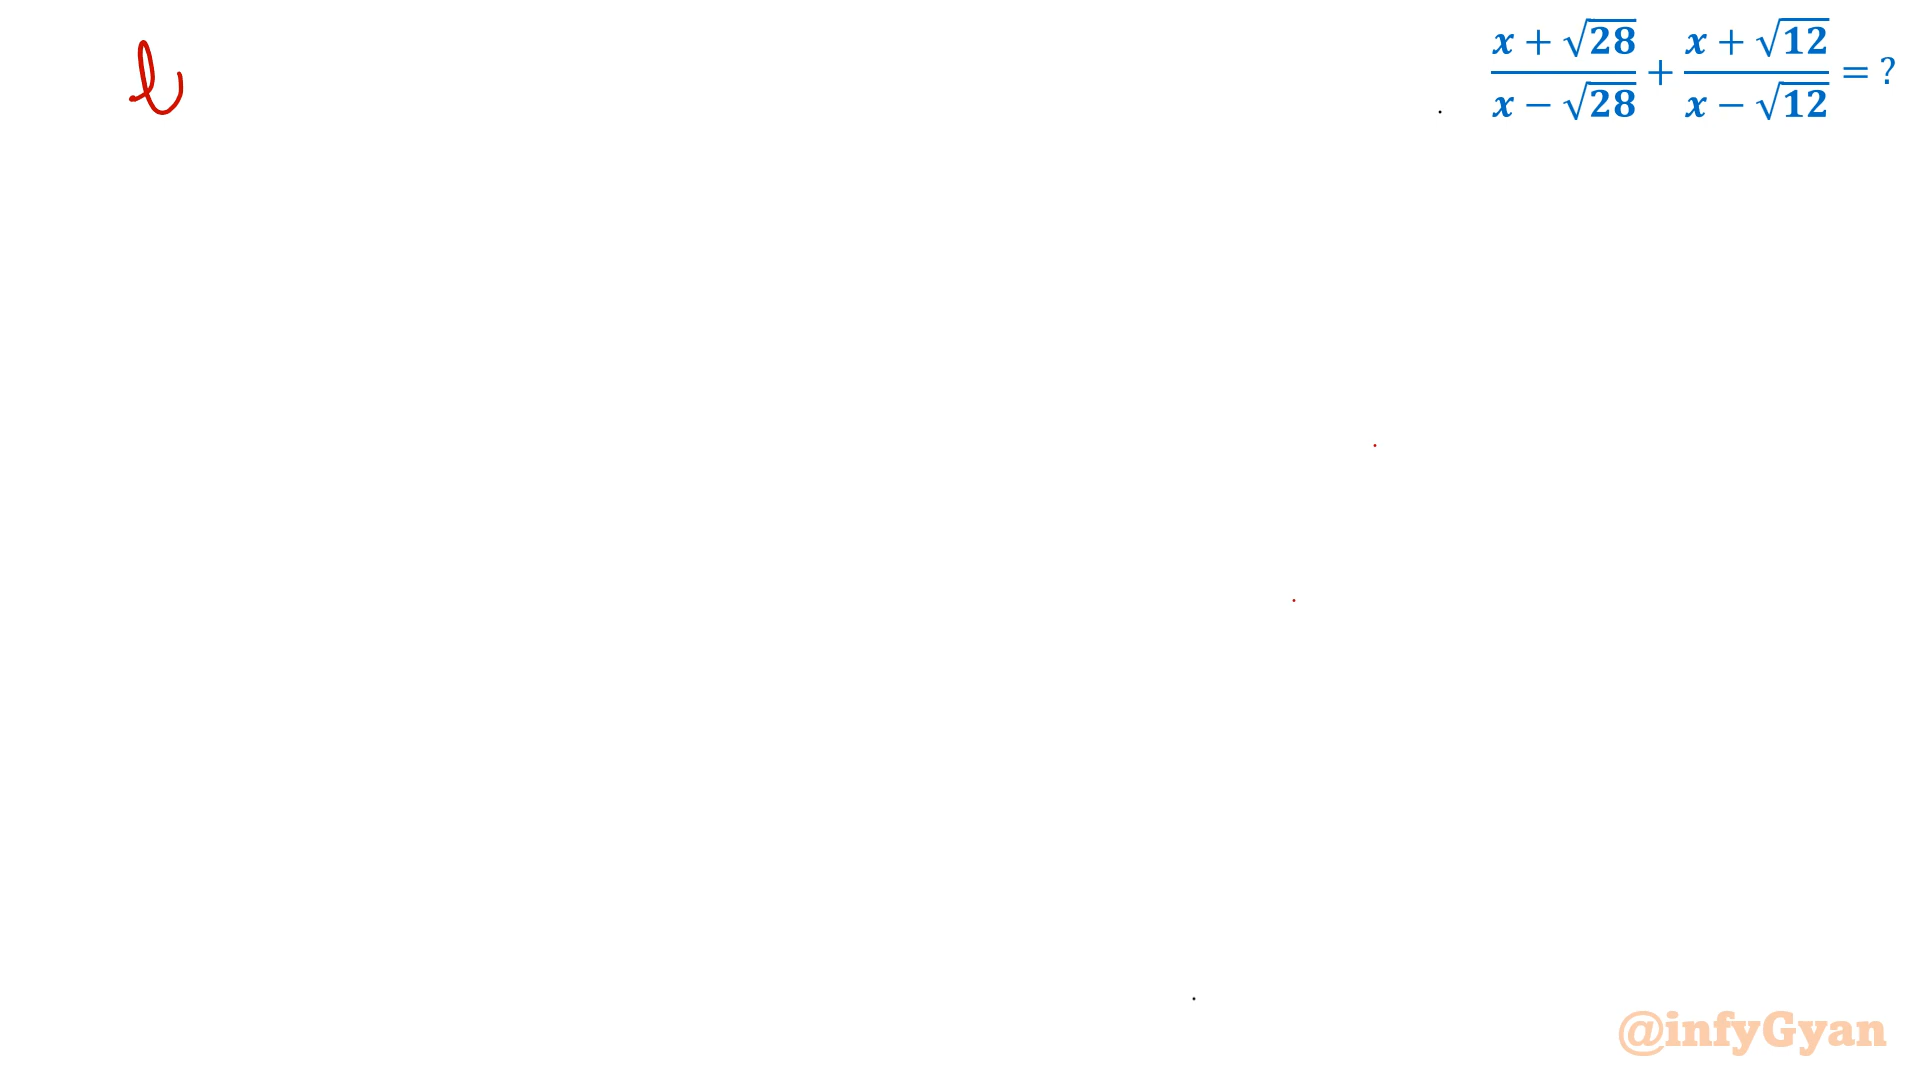 (x + √28)/(x − √28) + (x + √12)/(x − √12) = ?
@infyGyan